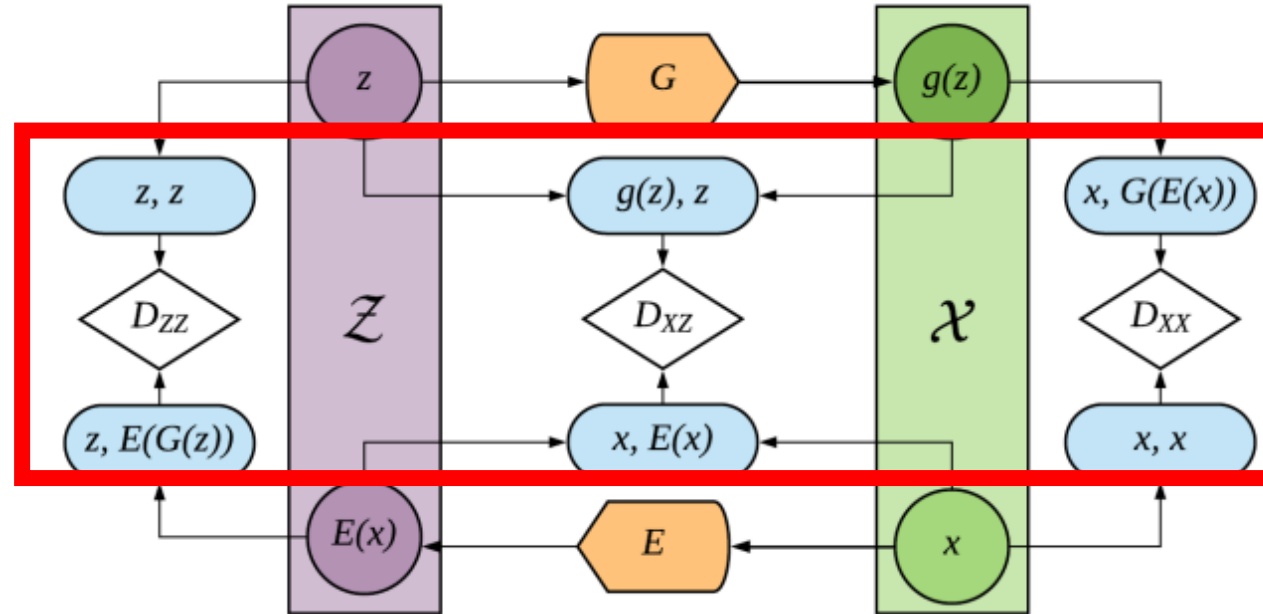 z G g(z)
z, z g(z), z x, G(E(x))
D_ZZ 𝒵 D_XZ 𝒳 D_XX
z, E(G(z)) x, E(x) x, x
E(x) E x